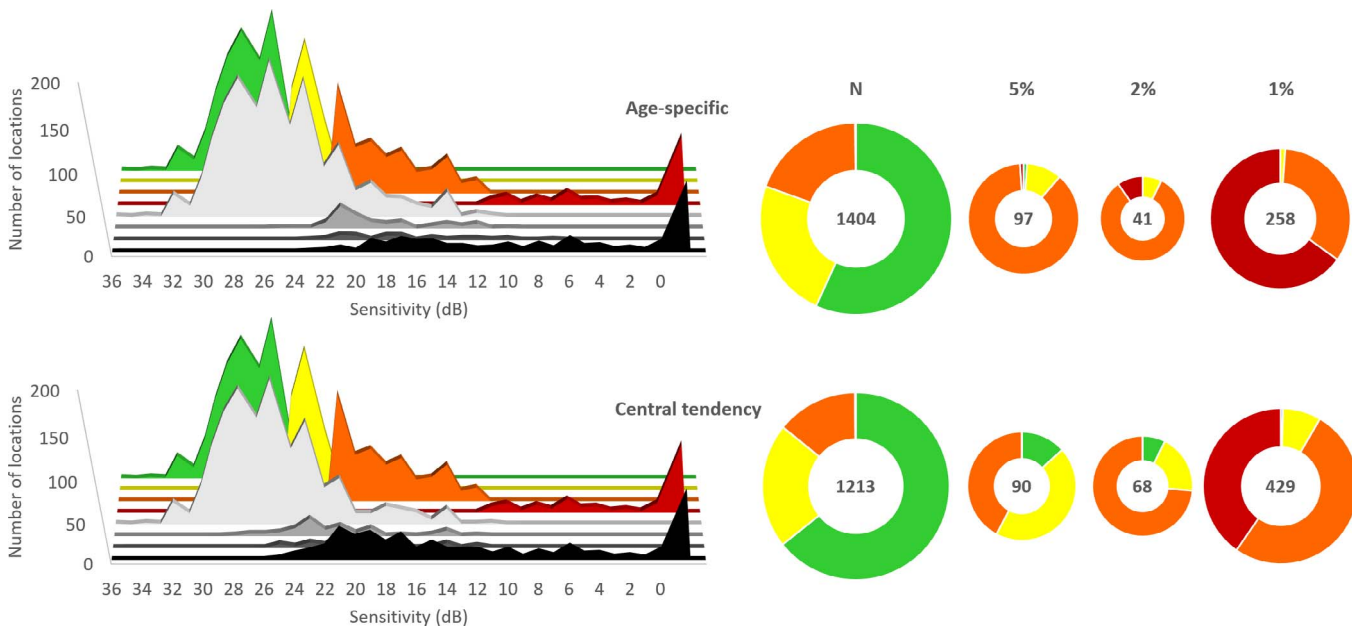 Number of locations
200
150
100
50
0
36 34 32 30 28 26 24 22 20 18 16 14 12 10 8 6 4 2 0
Sensitivity (dB)
Age-specific
N 5% 2% 1%
1404 97 41 258
Number of locations
200
150
100
50
0
36 34 32 30 28 26 24 22 20 18 16 14 12 10 8 6 4 2 0
Sensitivity (dB)
Central tendency
1213 90 68 429